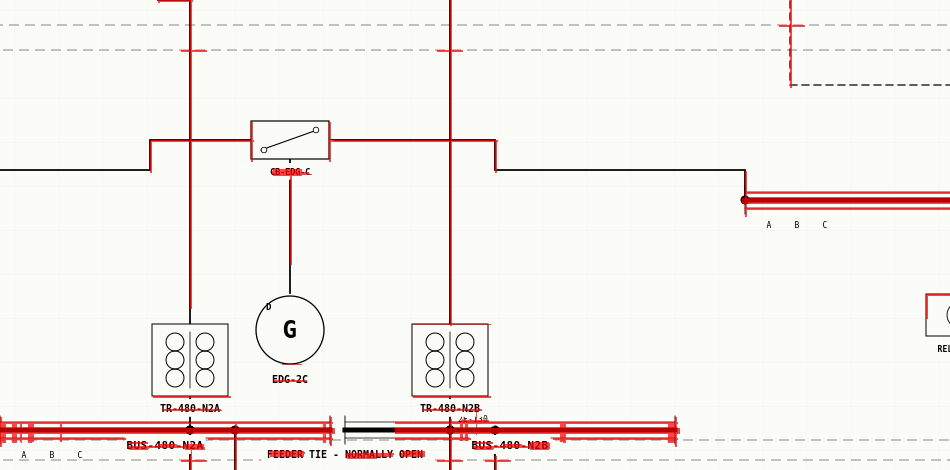 CB-EDG-C
A B C
D
G
REL
EDG-2C
TR-480-N2A
TR-480-N2B
BUS-480-N2A
BUS-480-N2B
A B C
FEEDER TIE - NORMALLY OPEN